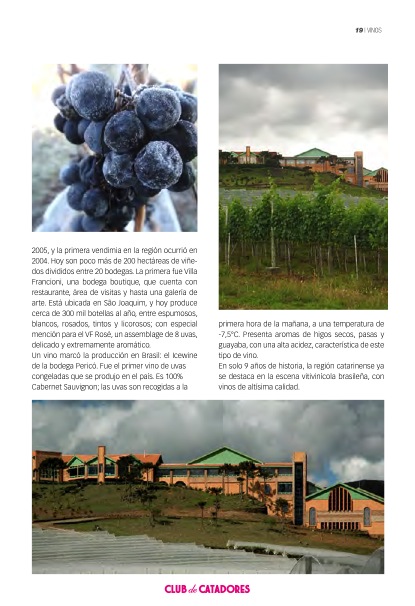 19 | VINOS
2005, y la primera vendimia en la región ocurrió en
2004. Hoy son poco más de 200 hectáreas de viñe-
dos divididos entre 20 bodegas. La primera fue Villa
Francioni, una bodega boutique, que cuenta con
restaurante, área de visitas y hasta una galería de
arte. Está ubicada en São Joaquim, y hoy produce
cerca de 300 mil botellas al año, entre espumosos,
blancos, rosados, tintos y licorosos; con especial
mención para el VF Rosé, un assemblage de 8 uvas,
delicado y extremamente aromático.
Un vino marcó la producción en Brasil: el Icewine
de la bodega Pericó. Fue el primer vino de uvas
congeladas que se produjo en el país. Es 100%
Cabernet Sauvignon; las uvas son recogidas a la
primera hora de la mañana, a una temperatura de
-7,5°C. Presenta aromas de higos secos, pasas y
guayaba, con una alta acidez, característica de este
tipo de vino.
En solo 9 años de historia, la región catarinense ya
se destaca en la escena vitivinícola brasileña, con
vinos de altísima calidad.
CLUB de CATADORES